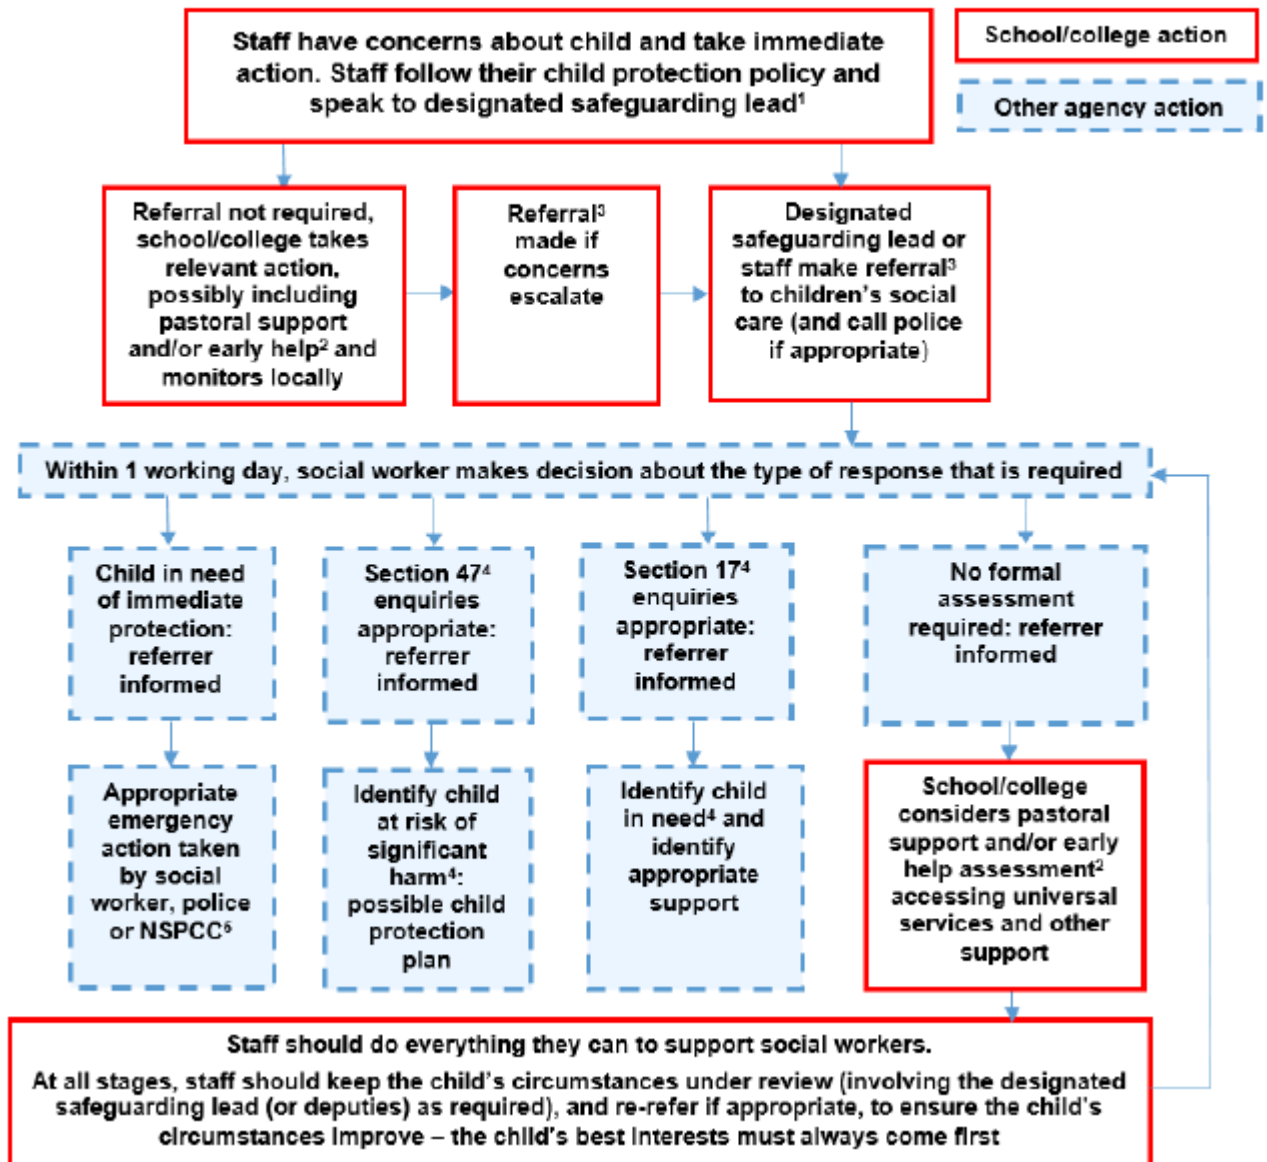 Staff have concerns about child and take immediate
action. Staff follow their child protection policy and
speak to designated safeguarding lead¹
School/college action
Other agency action
Referral not required,
school/college takes
relevant action,
possibly including
pastoral support
and/or early help² and
monitors locally
Referral³
made if
concerns
escalate
Designated
safeguarding lead or
staff make referral³
to children's social
care (and call police
if appropriate)
Within 1 working day, social worker makes decision about the type of response that is required
Child in need
of immediate
protection:
referrer
informed
Section 47⁴
enquiries
appropriate:
referrer
informed
Section 17⁴
enquiries
appropriate:
referrer
informed
No formal
assessment
required: referrer
informed
Appropriate
emergency
action taken
by social
worker, police
or NSPCC⁵
Identify child
at risk of
significant
harm⁴:
possible child
protection
plan
Identify child
in need⁴ and
identify
appropriate
support
School/college
considers pastoral
support and/or early
help assessment²
accessing universal
services and other
support
Staff should do everything they can to support social workers.
At all stages, staff should keep the child's circumstances under review (involving the designated
safeguarding lead (or deputies) as required), and re-refer if appropriate, to ensure the child's
circumstances improve – the child's best interests must always come first